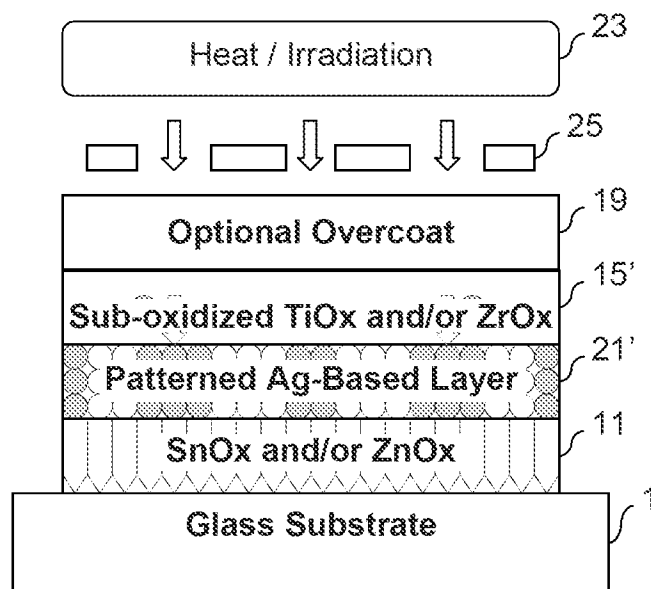 Heat / Irradiation
23
25
19
Optional Overcoat
15'
Sub-oxidized TiOx and/or ZrOx
21'
Patterned Ag-Based Layer
11
SnOx and/or ZnOx
Glass Substrate
1